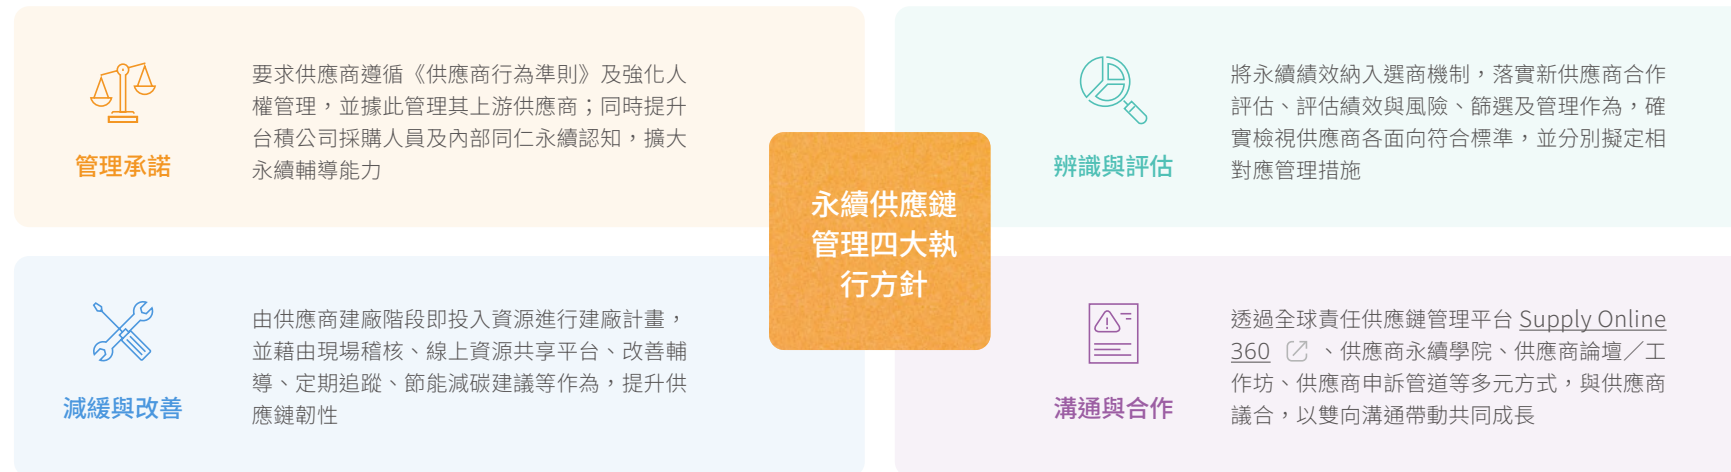 管理承諾
要求供應商遵循《供應商行為準則》及強化人
權管理，並據此管理其上游供應商；同時提升
台積公司採購人員及內部同仁永續認知，擴大
永續輔導能力
辨識與評估
將永續績效納入選商機制，落實新供應商合作
評估、評估績效與風險、篩選及管理作為，確
實檢視供應商各面向符合標準，並分別擬定相
對應管理措施
永續供應鏈
管理四大執
行方針
減緩與改善
由供應商建廠階段即投入資源進行建廠計畫，
並藉由現場稽核、線上資源共享平台、改善輔
導、定期追蹤、節能減碳建議等作為，提升供
應鏈韌性
溝通與合作
透過全球責任供應鏈管理平台 Supply Online
360 、供應商永續學院、供應商論壇／工
作坊、供應商申訴管道等多元方式，與供應商
議合，以雙向溝通帶動共同成長